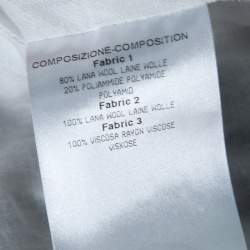 COMPOSIZIONE-COMPOSITION
Fabric 1
80% LANA WOOL LAINE WOLLE
20% POLIAMMIDE POLYAMIDE
POLYAMID
Fabric 2
100% LANA WOOL LAINE WOLLE
Fabric 3
100% VISCOSA RAYON VISCOSE
VISKOSE